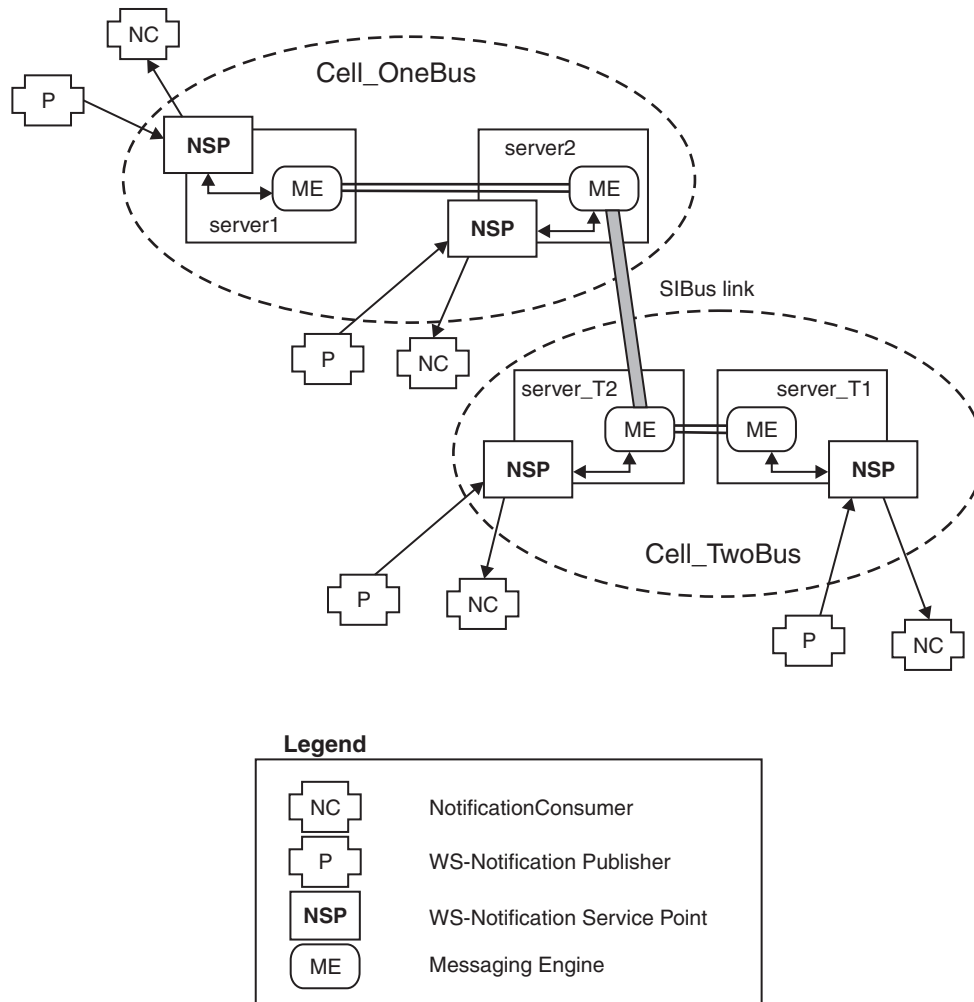 NC
Cell_OneBus
P
NSP
server2
ME
ME
server1
NSP
SIBus link
P
NC
server_T2
server_T1
ME
ME
NSP
NSP
Cell_TwoBus
P
NC
P
NC
Legend
NC NotificationConsumer
P WS-Notification Publisher
NSP WS-Notification Service Point
ME Messaging Engine